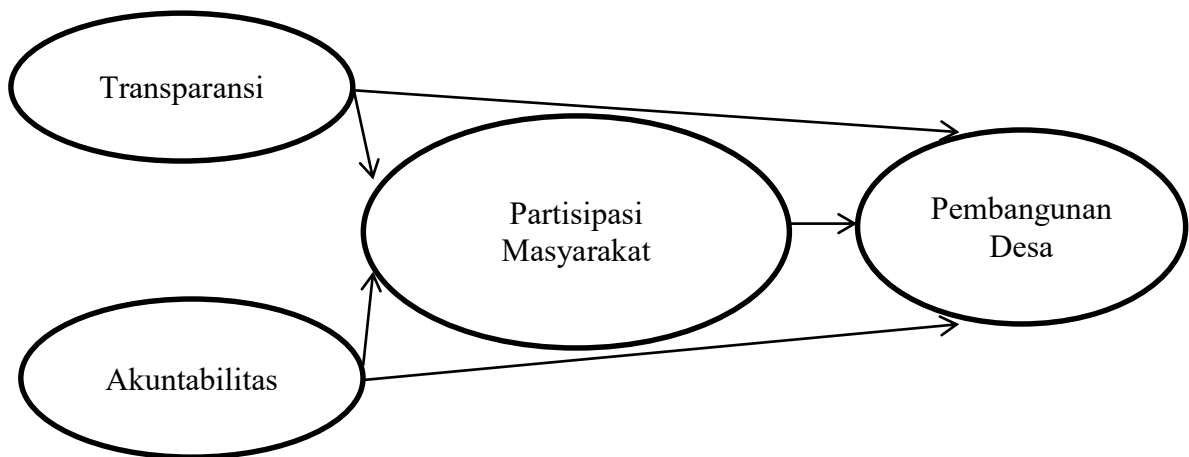 Transparansi
Partisipasi
Masyarakat
Pembangunan
Desa
Akuntabilitas